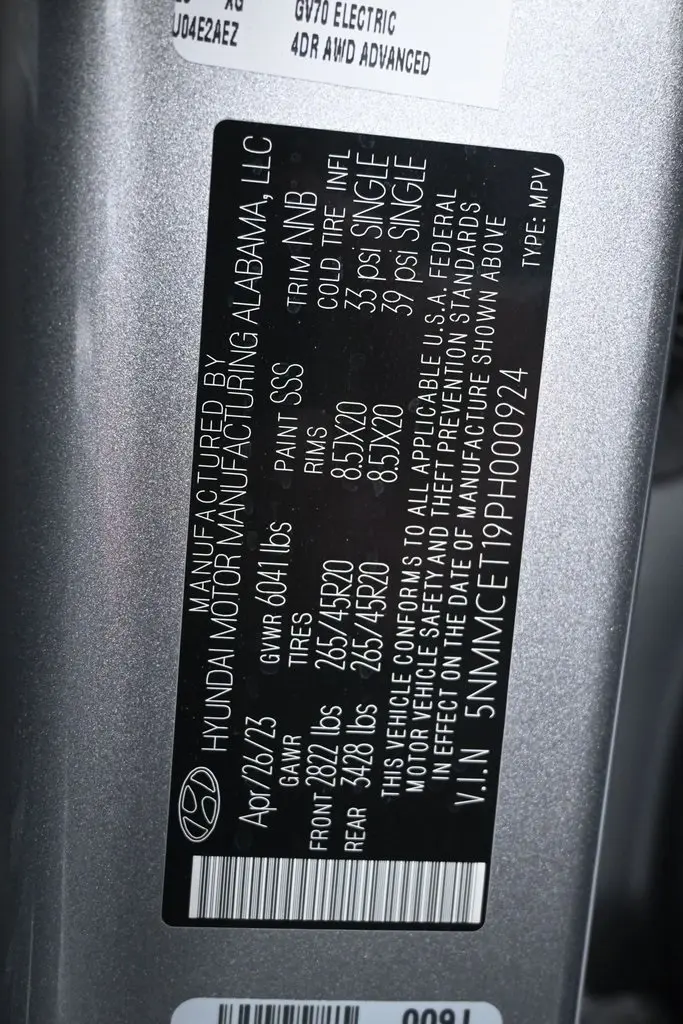 XG
U04E2AEZ
GV70 ELECTRIC
4DR AWD ADVANCED
MANUFACTURED BY
HYUNDAI MOTOR MANUFACTURING ALABAMA, LLC
Apr/26/23 GVWR 6041 lbs PAINT SSS TRIM NNB
GAWR TIRES RIMS COLD TIRE INFL
FRONT 2822 lbs 265/45R20 8.5JX20 33 psi SINGLE
REAR 3428 lbs 265/45R20 8.5JX20 39 psi SINGLE
THIS VEHICLE CONFORMS TO ALL APPLICABLE U.S.A. FEDERAL
MOTOR VEHICLE SAFETY AND THEFT PREVENTION STANDARDS
IN EFFECT ON THE DATE OF MANUFACTURE SHOWN ABOVE
V.I.N 5NMMMCET19PH000924 TYPE: MPV